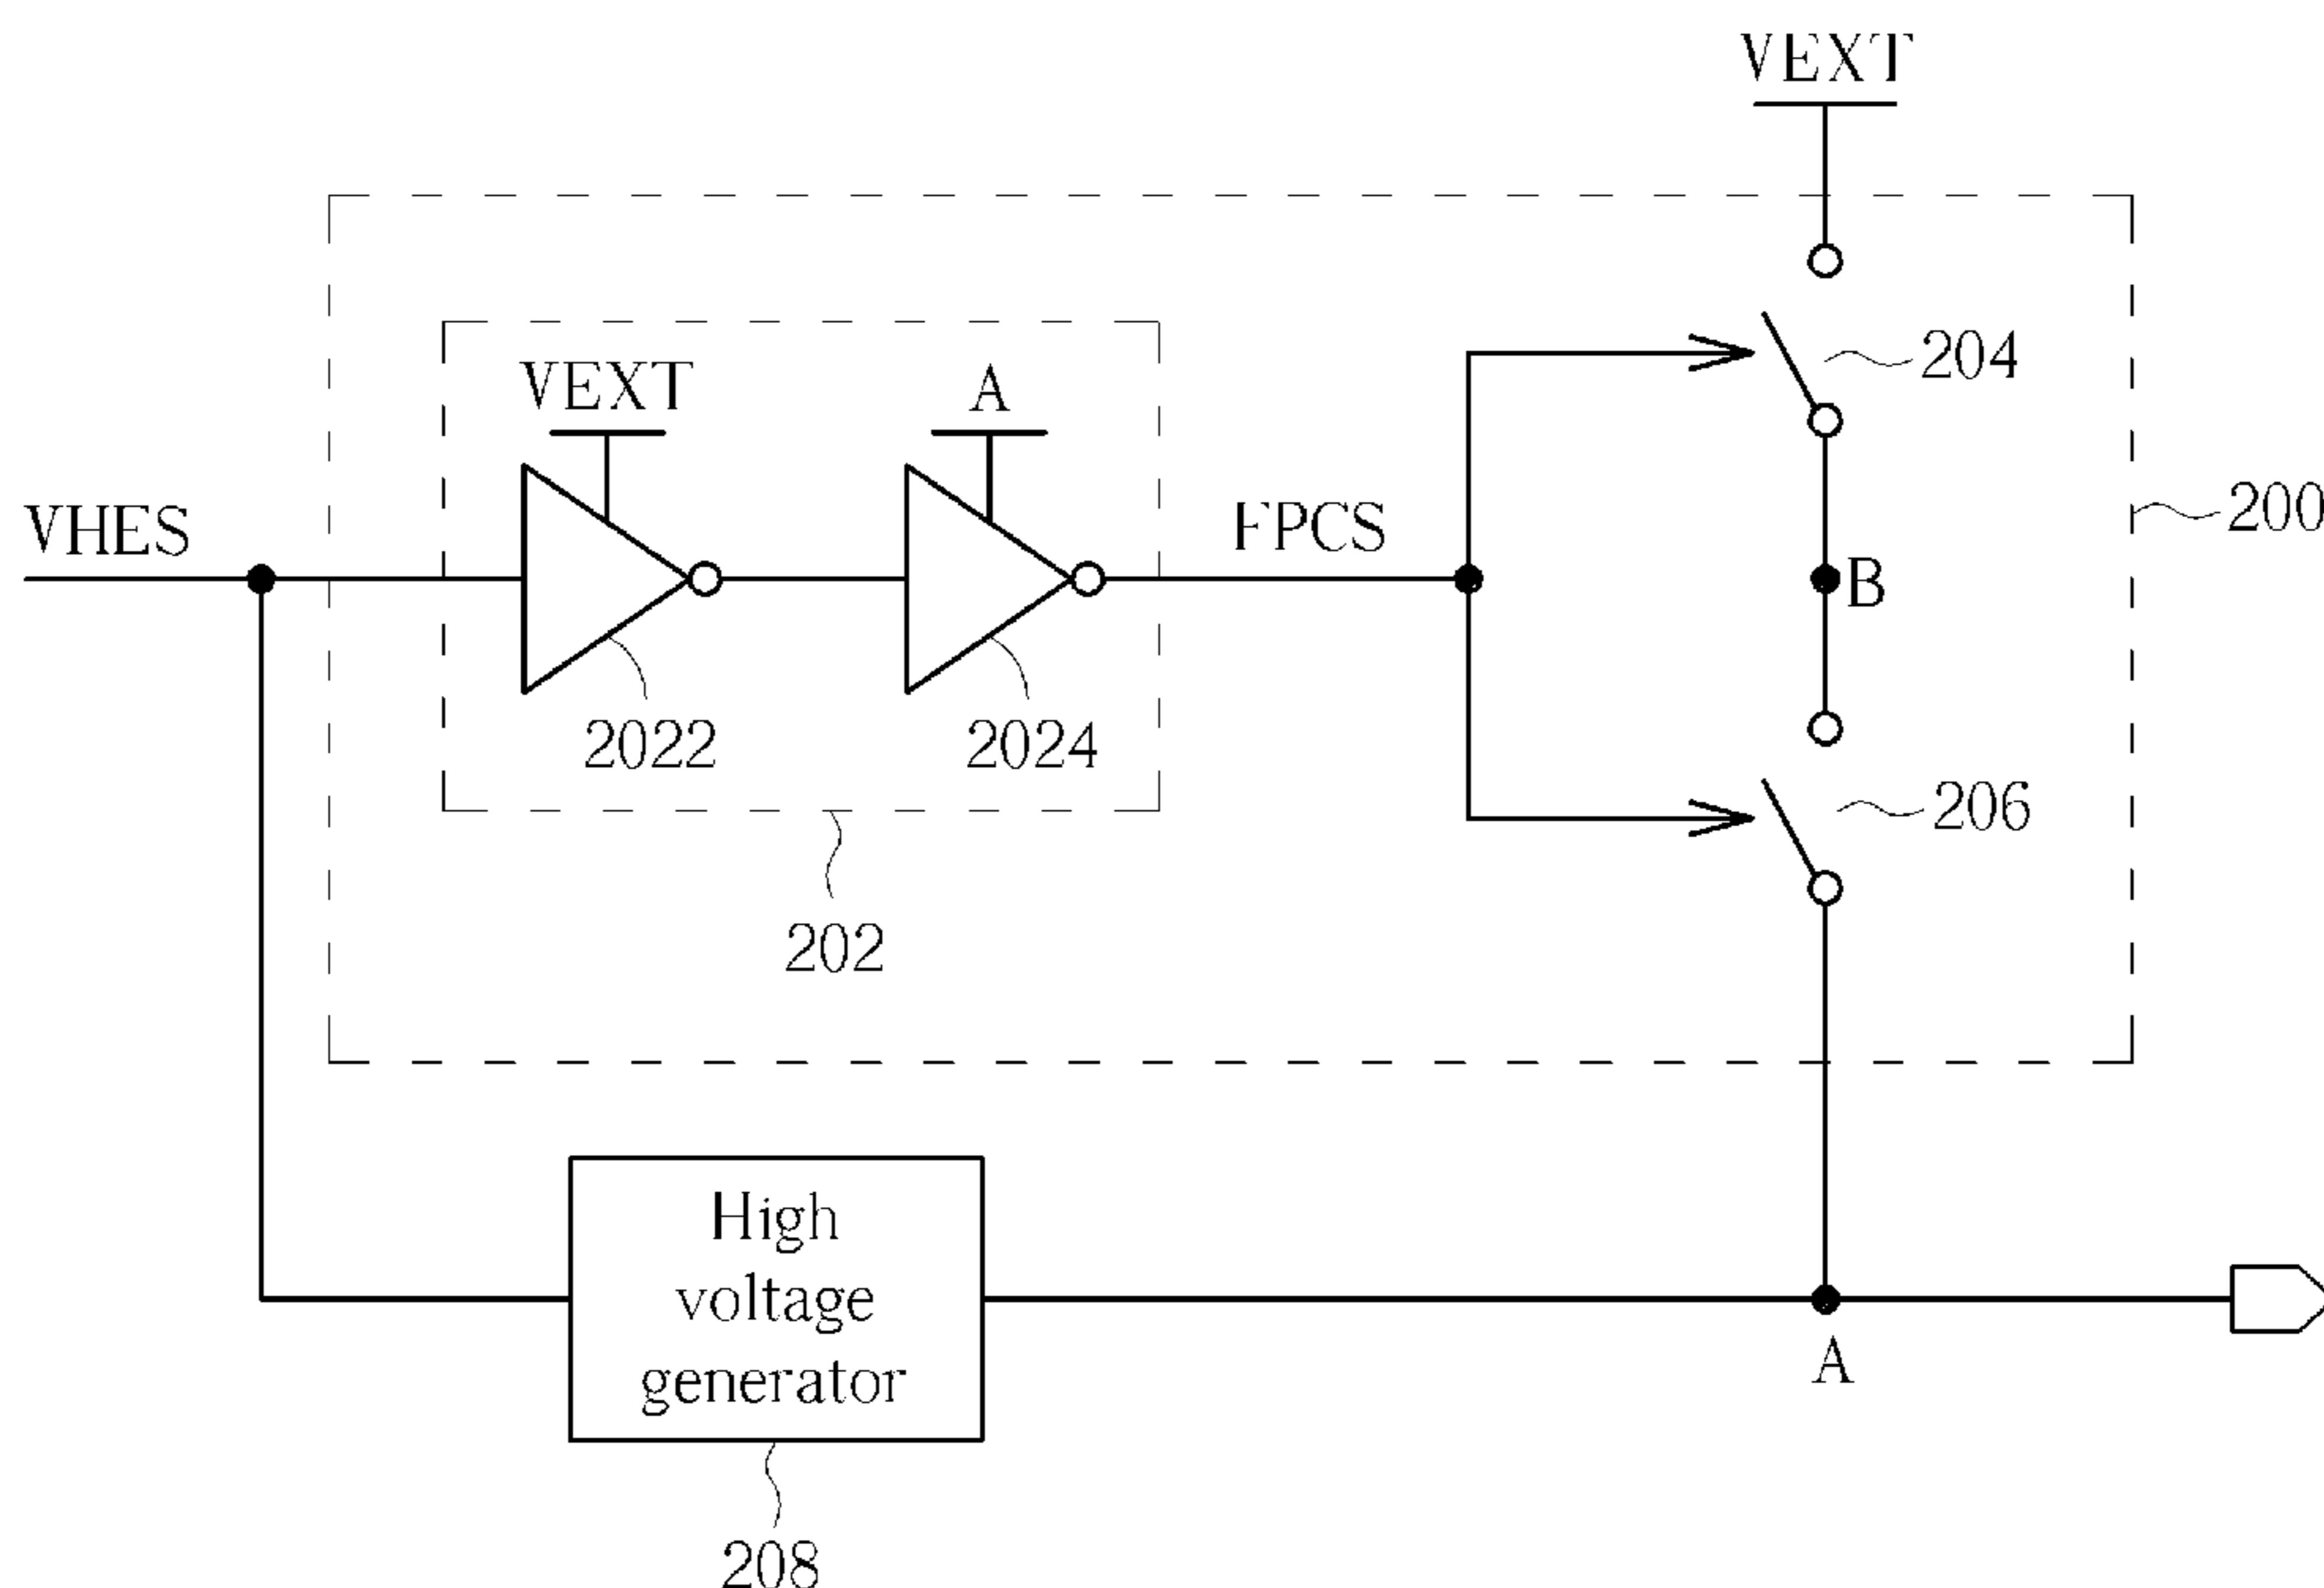 VEXT
204
VEXT
A
VHES
FPCS
200
B
2022
2024
206
202
High
voltage
generator
A
208